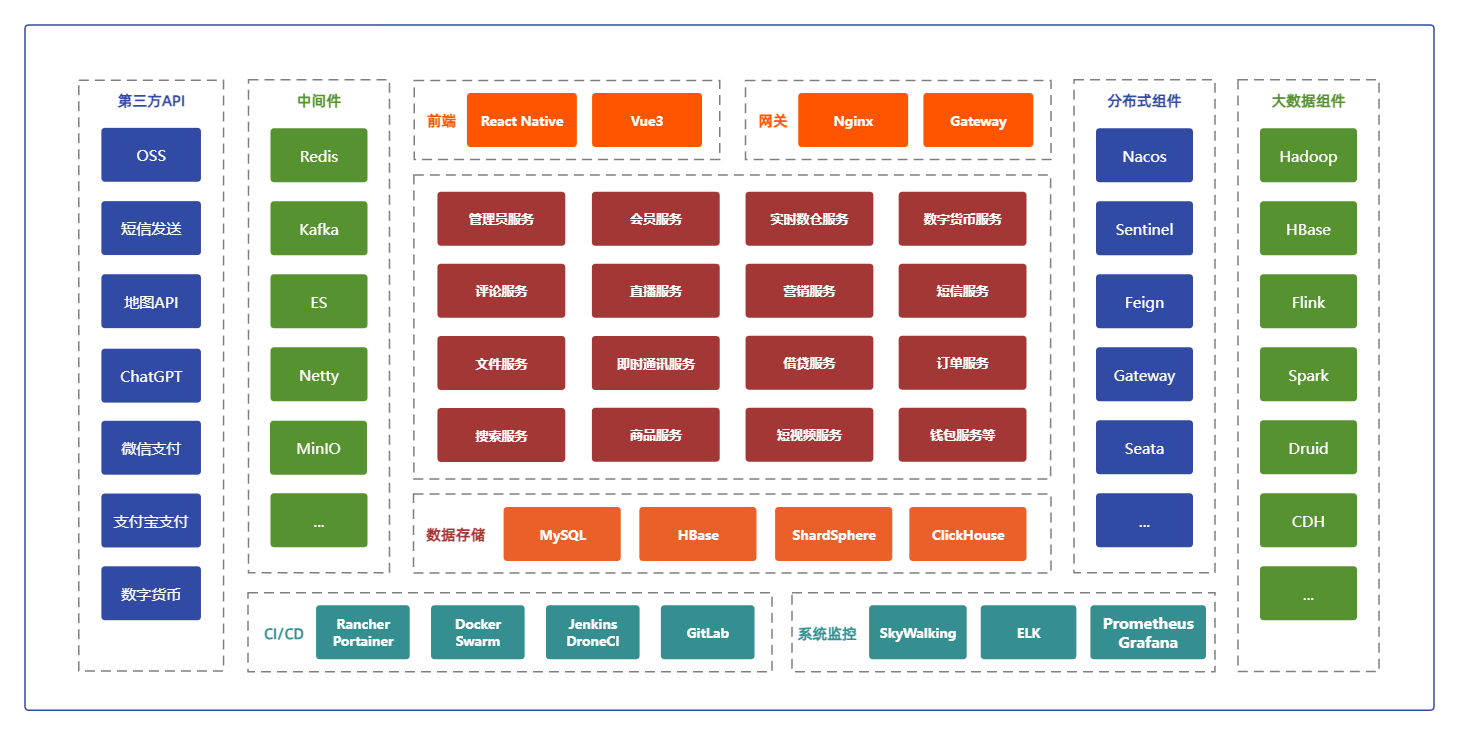 第三方API
OSS
短信发送
地图API
ChatGPT
微信支付
支付宝支付
数字货币
中间件
Redis
Kafka
ES
Netty
MinIO
...
前端
React Native
Vue3
网关
Nginx
Gateway
管理员服务
会员服务
实时数仓服务
数字货币服务
评论服务
直播服务
营销服务
短信服务
文件服务
即时通讯服务
借贷服务
订单服务
搜索服务
商品服务
短视频服务
钱包服务等
数据存储
MySQL
HBase
ShardSphere
ClickHouse
分布式组件
Nacos
Sentinel
Feign
Gateway
Seata
...
大数据组件
Hadoop
HBase
Flink
Spark
Druid
CDH
...
CI/CD
Rancher
Portainer
Docker
Swarm
Jenkins
DroneCI
GitLab
系统监控
SkyWalking
ELK
Prometheus
Grafana